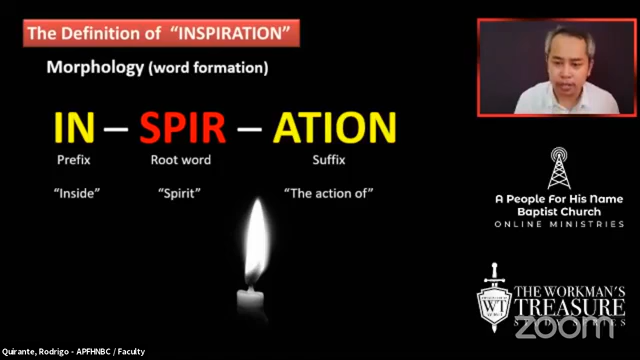 The Definition of "INSPIRATION"
Morphology (word formation)
IN – SPIR – ATION
Prefix Root word Suffix
"Inside" "Spirit" "The action of"
A People For His Name
Baptist Church
ONLINE MINISTRIES
WT
THE WORKMAN'S
TREASURE
zoom
Quirante, Rodrigo - APFHNBC / Faculty